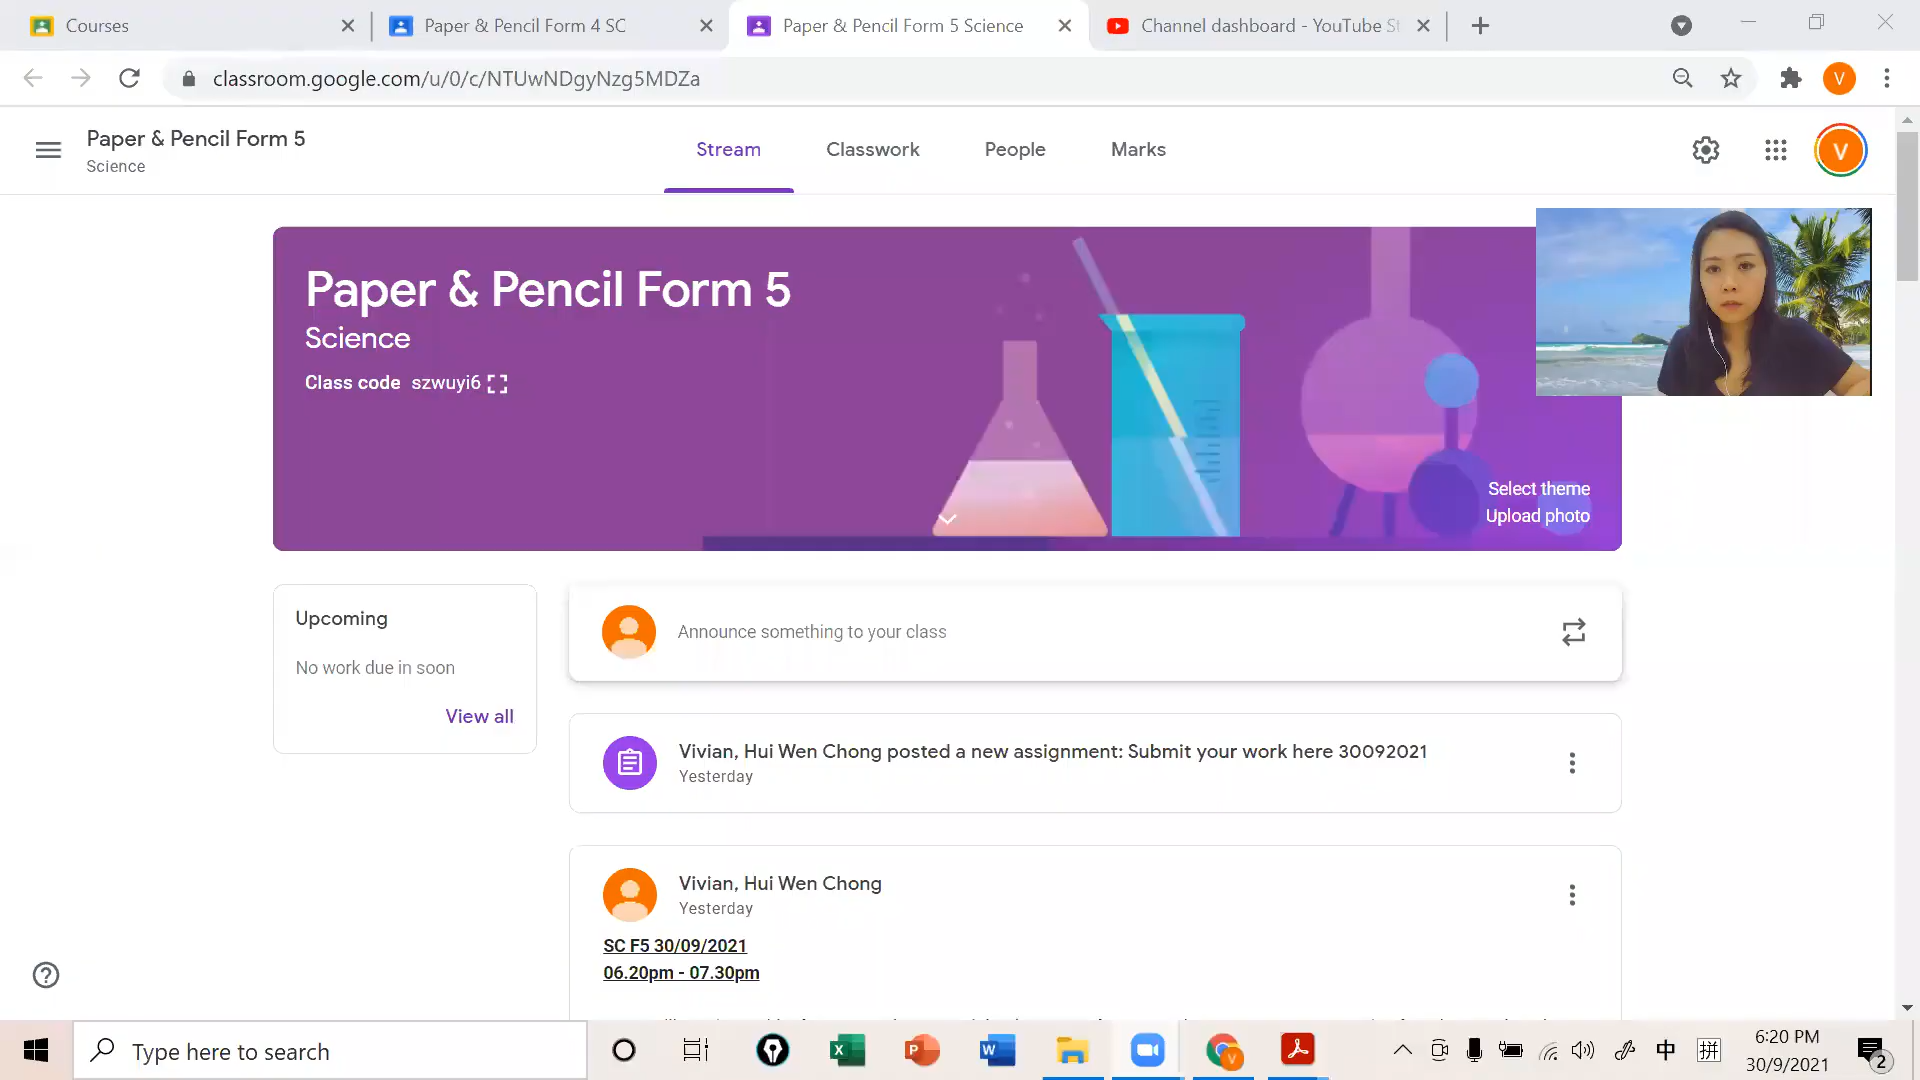 Courses
Paper & Pencil Form 4 SC
Paper & Pencil Form 5 Science
Channel dashboard - YouTube St
classroom.google.com/u/0/c/NTUwNDgyNzg5MDZa
V
Paper & Pencil Form 5
Science
Stream
Classwork
People
Marks
V
Paper & Pencil Form 5
Science
Class code szwuyi6
Select theme
Upload photo
Upcoming
No work due in soon
View all
Announce something to your class
Vivian, Hui Wen Chong posted a new assignment: Submit your work here 30092021
Yesterday
Vivian, Hui Wen Chong
Yesterday
SC F5 30/09/2021
06.20pm - 07.30pm
Type here to search
中
拼
6:20 PM
30/9/2021
2